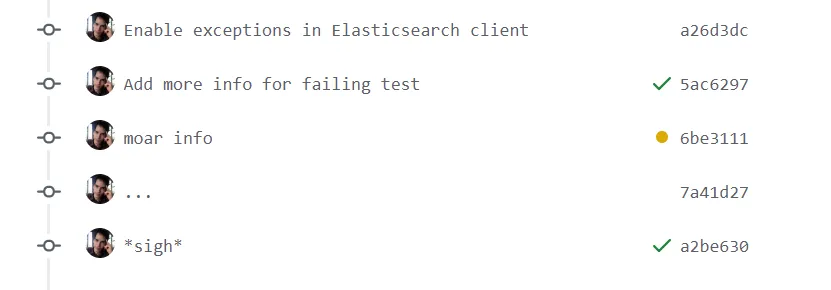 Enable exceptions in Elasticsearch client a26d3dc
Add more info for failing test 5ac6297
moar info 6be3111
... 7a41d27
*sigh* a2be630